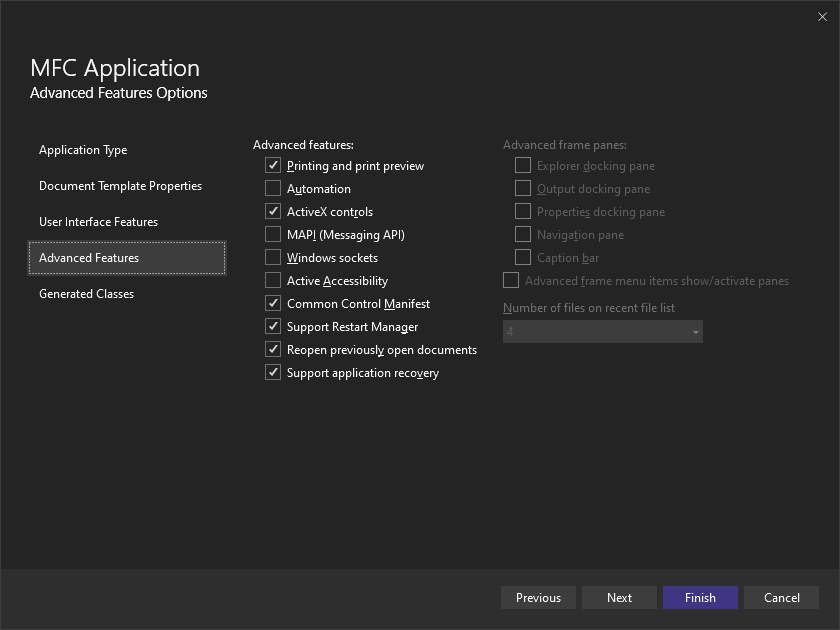 MFC Application
Advanced Features Options
Application Type
Document Template Properties
User Interface Features
Advanced Features
Generated Classes
Advanced features:
Printing and print preview
Automation
ActiveX controls
MAPI (Messaging API)
Windows sockets
Active Accessibility
Common Control Manifest
Support Restart Manager
Reopen previously open documents
Support application recovery
Advanced frame panes:
Explorer docking pane
Output docking pane
Properties docking pane
Navigation pane
Caption bar
Advanced frame menu items show/activate panes
Number of files on recent file list
4
Previous
Next
Finish
Cancel